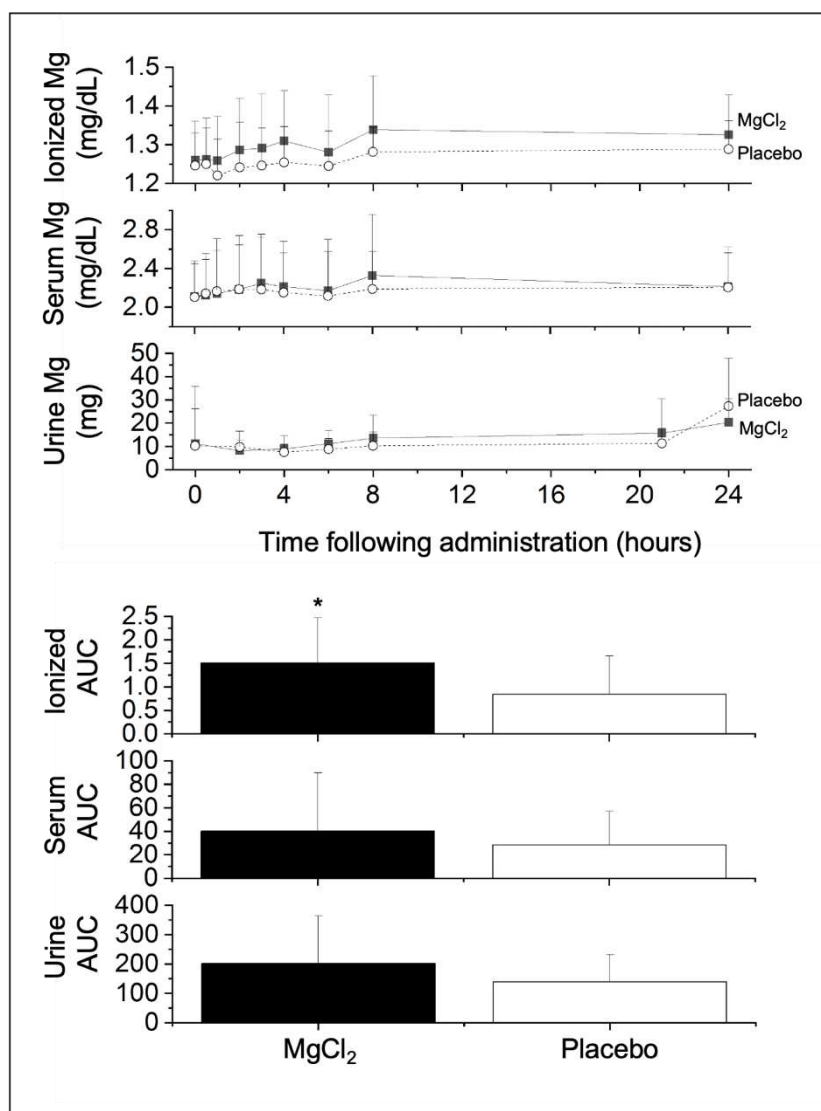 Ionized Mg
(mg/dL)
1.5
1.4
1.3
1.2
MgCl₂
Placebo
Serum Mg
(mg/dL)
2.8
2.4
2.0
Urine Mg
(mg)
50
40
30
20
10
0
Placebo
MgCl₂
0 4 8 12 16 20 24
Time following administration (hours)
Ionized
AUC
2.5
2.0
1.5
1.0
0.5
0.0
*
Serum
AUC
100
80
60
40
20
0
Urine
AUC
400
300
200
100
0
MgCl₂ Placebo